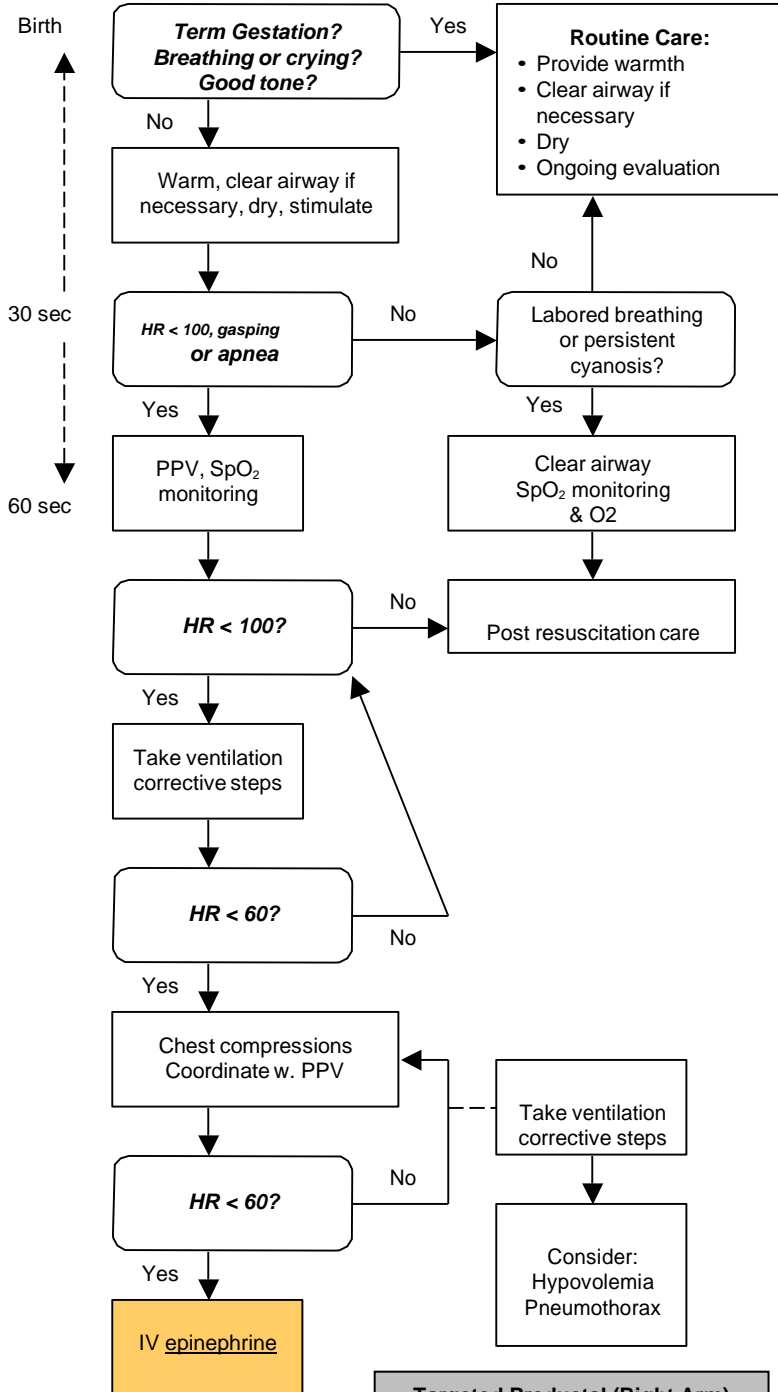 Birth
Term Gestation?
Breathing or crying?
Good tone?
Yes
Routine Care:
• Provide warmth
• Clear airway if
necessary
• Dry
• Ongoing evaluation
No
Warm, clear airway if
necessary, dry, stimulate
No
30 sec
HR < 100, gasping
or apnea
No
Labored breathing
or persistent
cyanosis?
Yes
Yes
60 sec
PPV, SpO₂
monitoring
Clear airway
SpO₂ monitoring
& O2
HR < 100?
No
Post resuscitation care
Yes
Take ventilation
corrective steps
HR < 60?
No
Yes
Chest compressions
Coordinate w. PPV
Take ventilation
corrective steps
HR < 60?
No
Consider:
Hypovolemia
Pneumothorax
Yes
IV epinephrine
Targeted Preductal (Right Arm)